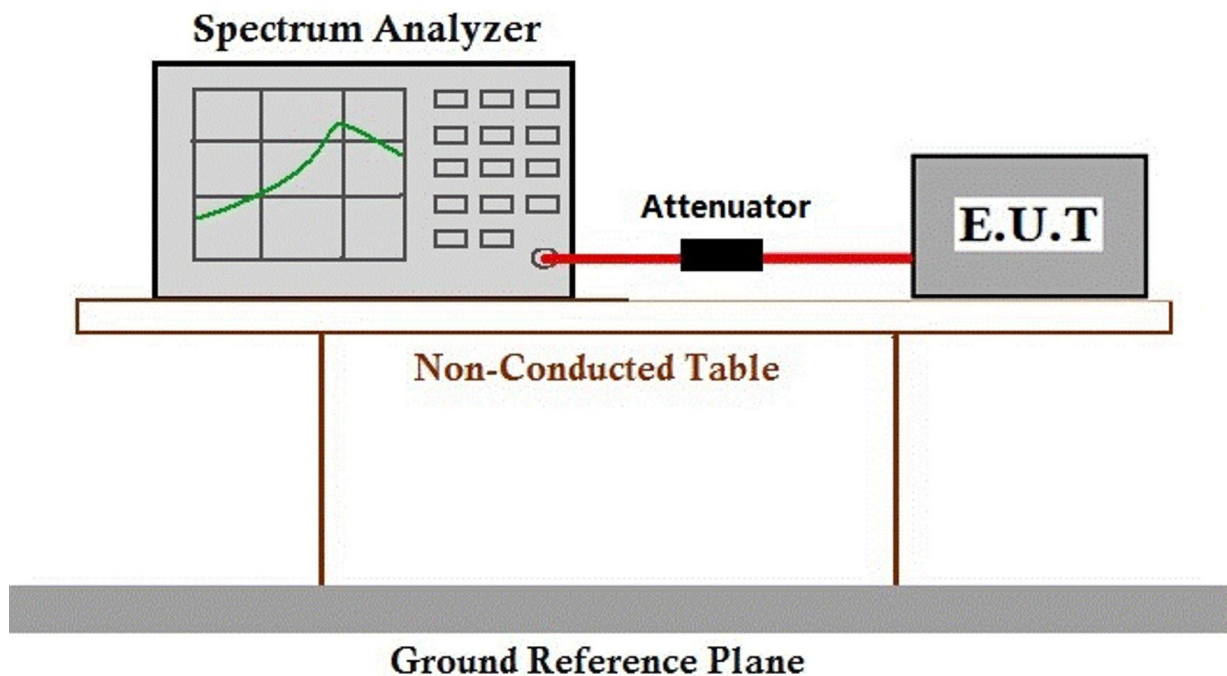 Spectrum Analyzer
Attenuator
E.U.T
Non-Conducted Table
Ground Reference Plane